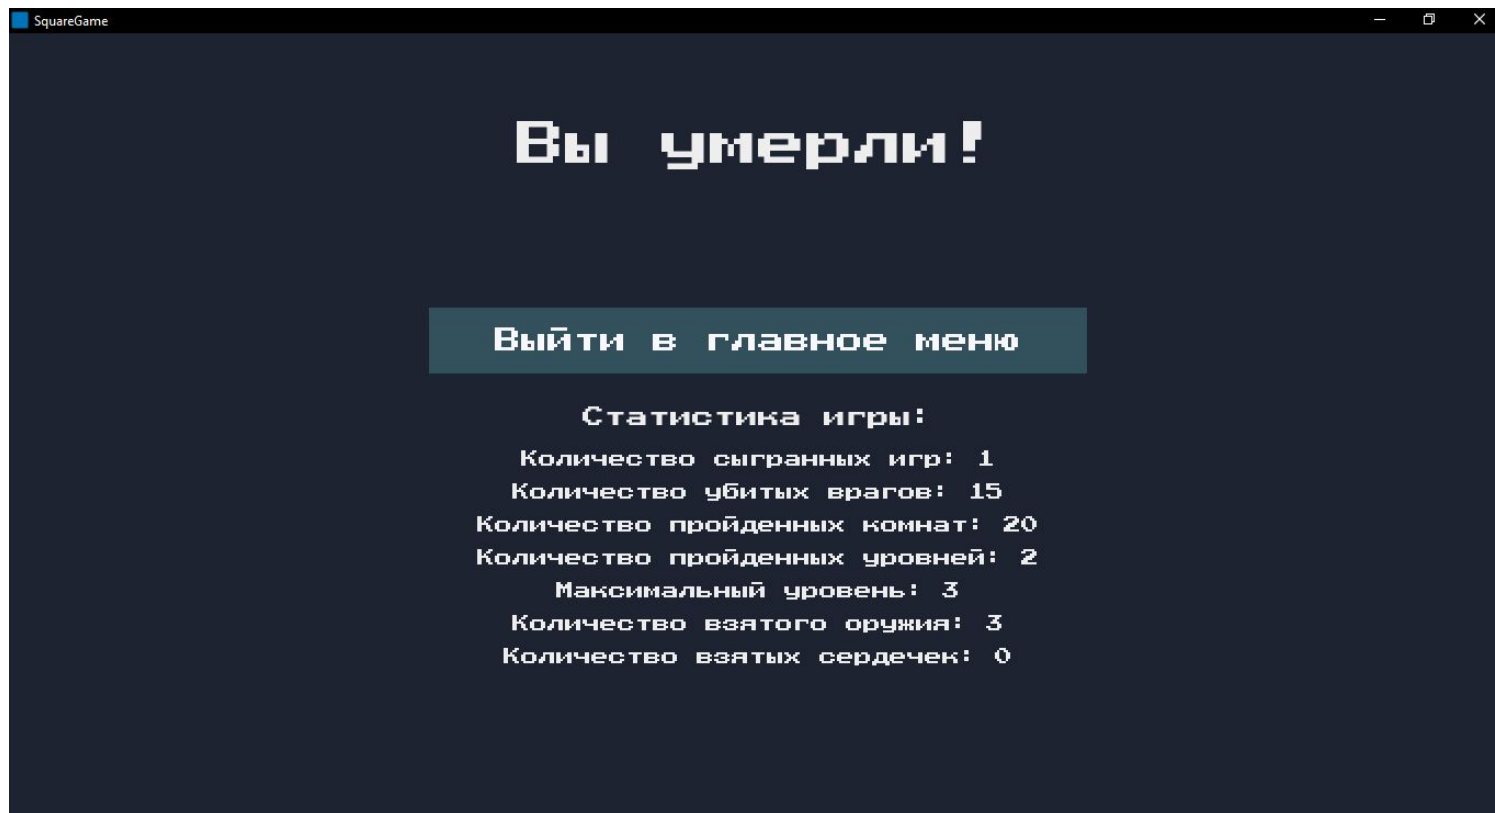 SquareGame
Вы умерли!
Выйти в главное меню
Статистика игры:
Количество сыгранных игр: 1
Количество убитых врагов: 15
Количество пройденных комнат: 20
Количество пройденных уровней: 2
Максимальный уровень: 3
Количество взятого оружия: 3
Количество взятых сердечек: 0